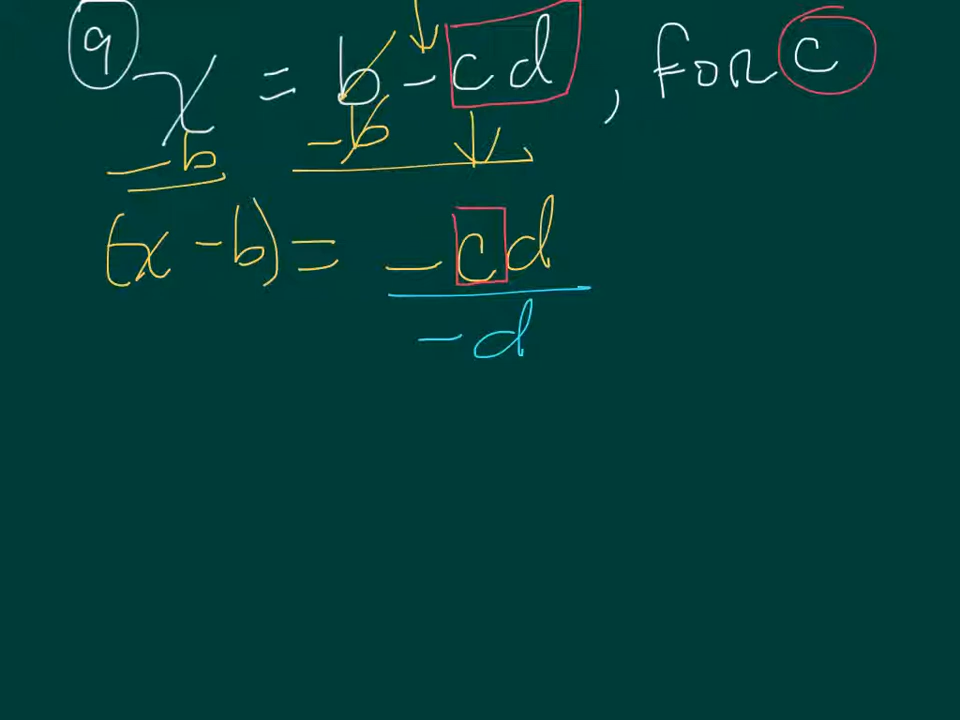 9 x = b - cd, for c
-b -b
(x - b) = -cd
-d